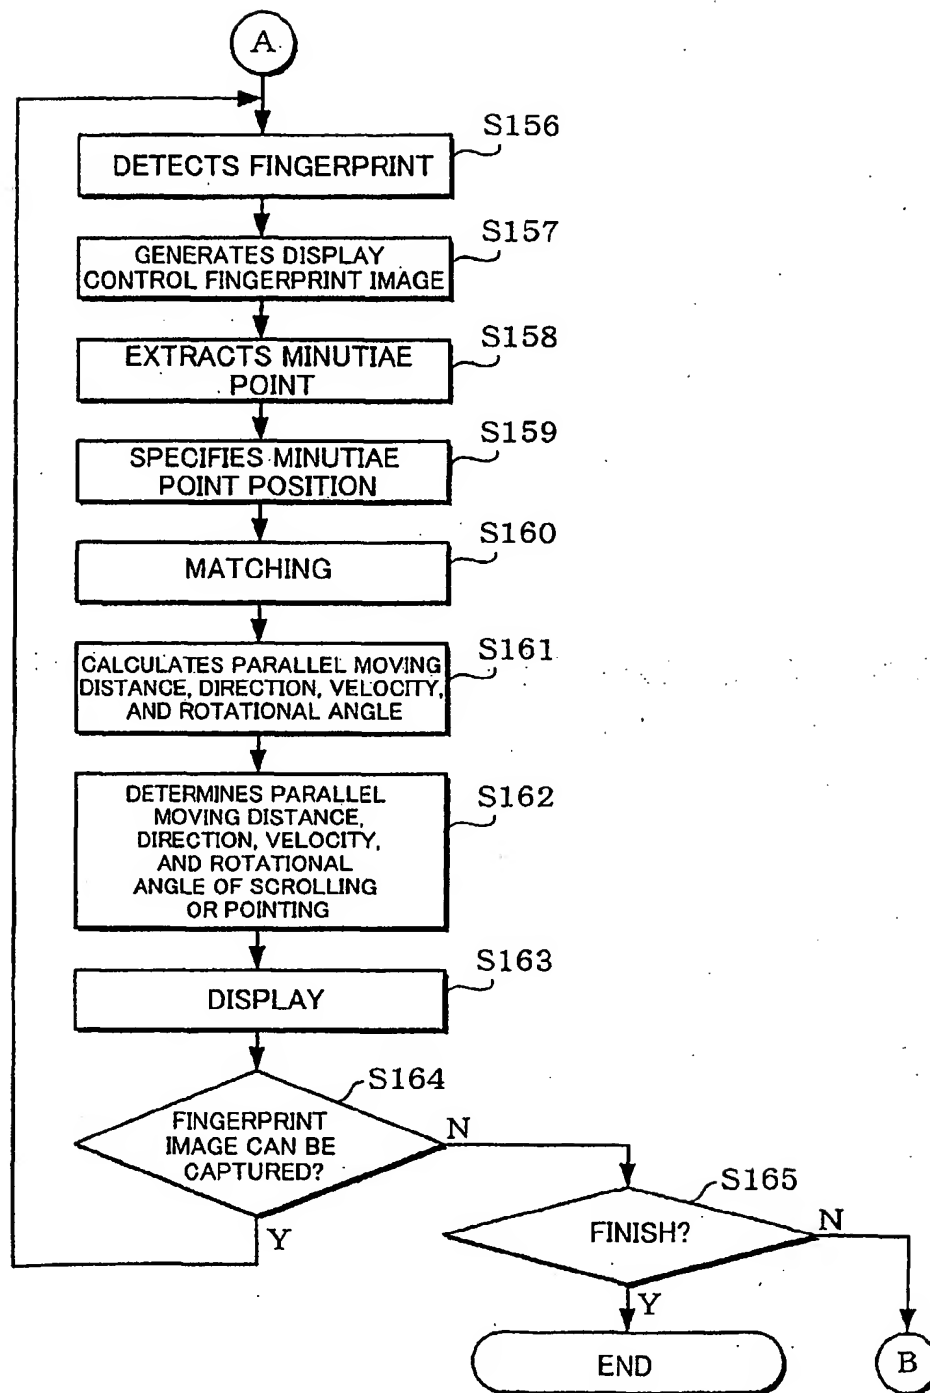 A
S156
DETECTS FINGERPRINT
S157
GENERATES DISPLAY
CONTROL FINGERPRINT IMAGE
S158
EXTRACTS MINUTIAE
POINT
S159
SPECIFIES MINUTIAE
POINT POSITION
S160
MATCHING
S161
CALCULATES PARALLEL MOVING
DISTANCE, DIRECTION, VELOCITY,
AND ROTATIONAL ANGLE
S162
DETERMINES PARALLEL
MOVING DISTANCE,
DIRECTION, VELOCITY,
AND ROTATIONAL
ANGLE OF SCROLLING
OR POINTING
S163
DISPLAY
S164
FINGERPRINT
IMAGE CAN BE
CAPTURED?
N
Y
S165
FINISH?
N
Y
END
B